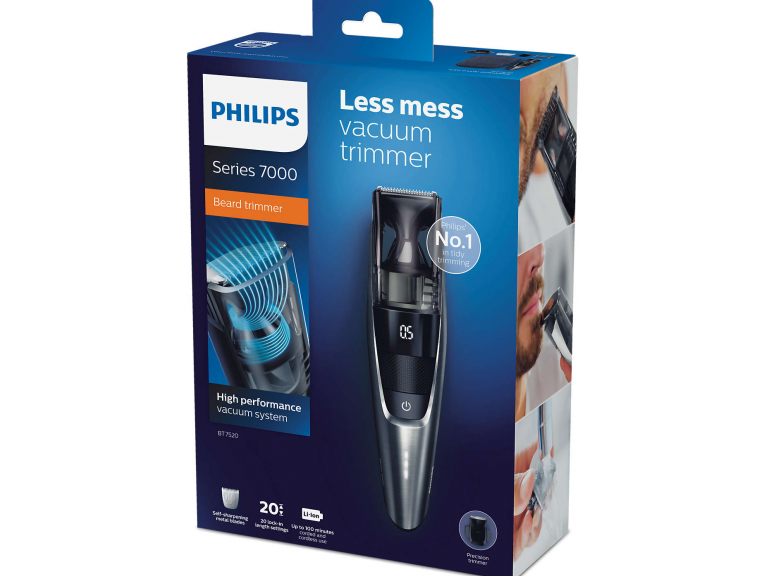 PHILIPS
Series 7000
Beard trimmer
Less mess
vacuum
trimmer
Philips'
No.1
in tidy
trimming
0.5
High performance
vacuum system
BT7520
Self-sharpening
metal blades
20
20 lock-in
length settings
Li-Ion
Up to 100 minutes
corded and
cordless use
Precision
trimmer